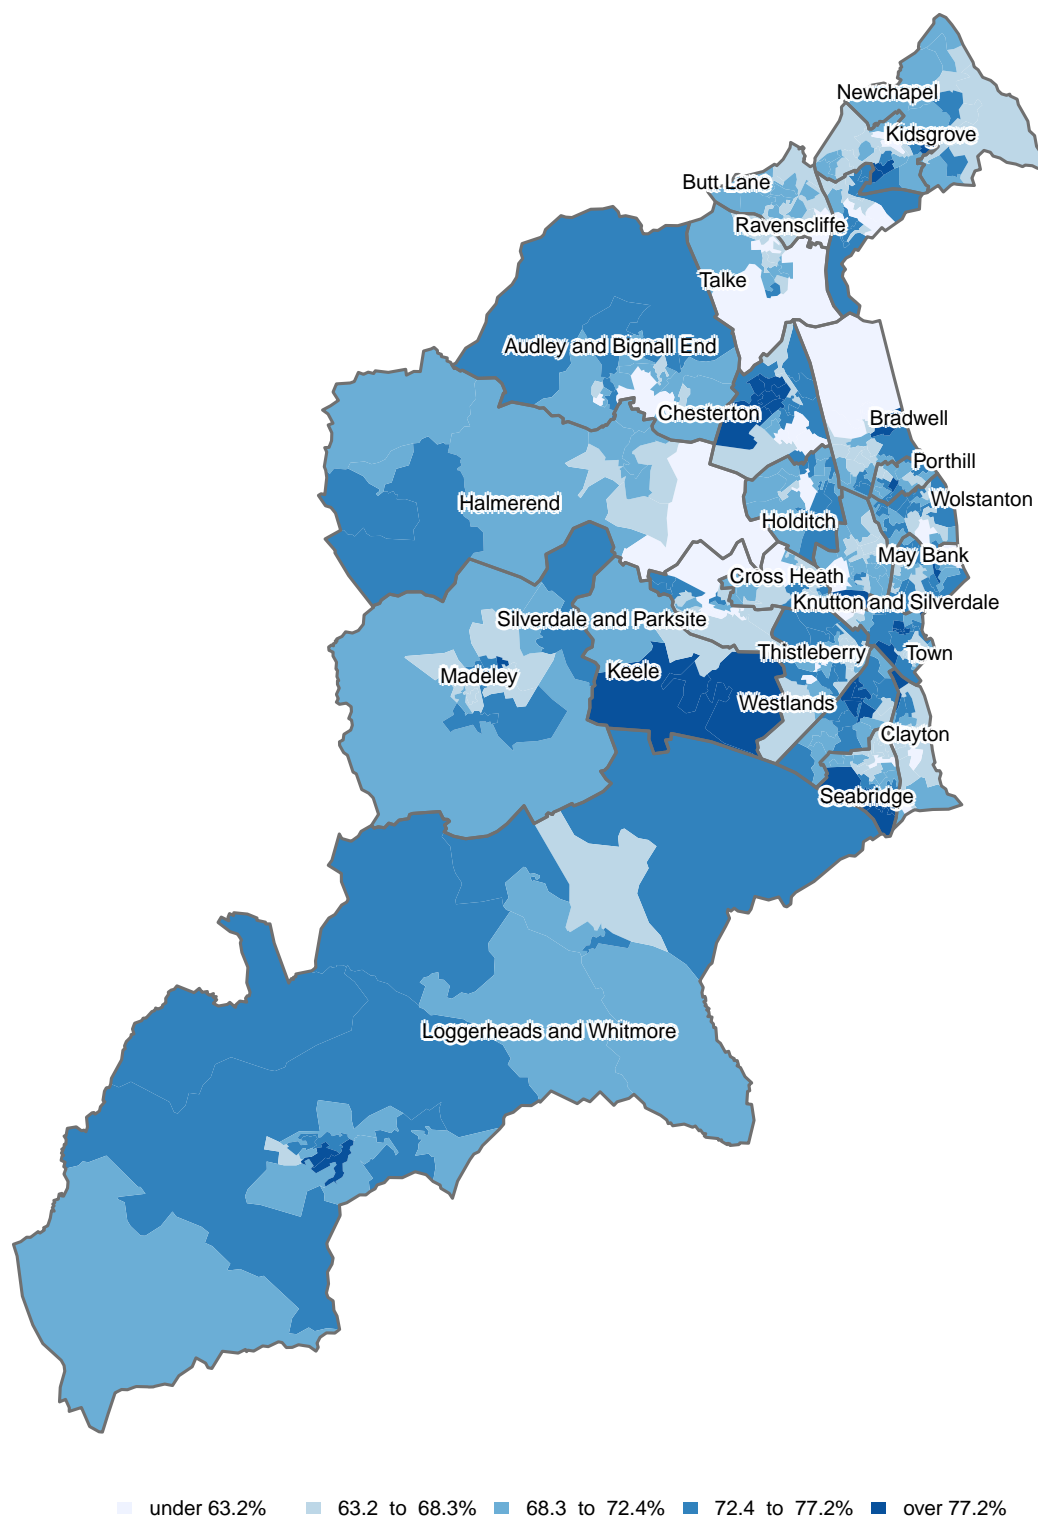 Newchapel
Kidsgrove
Butt Lane
Ravenscliffe
Talke
Audley and Bignall End
Chesterton
Bradwell
Porthill
Wolstanton
Halmerend
Holditch
May Bank
Cross Heath
Knutton and Silverdale
Silverdale and Parksite
Thistleberry
Town
Keele
Madeley
Westlands
Clayton
Seabridge
Loggerheads and Whitmore
under 63.2% 63.2 to 68.3% 68.3 to 72.4% 72.4 to 77.2% over 77.2%